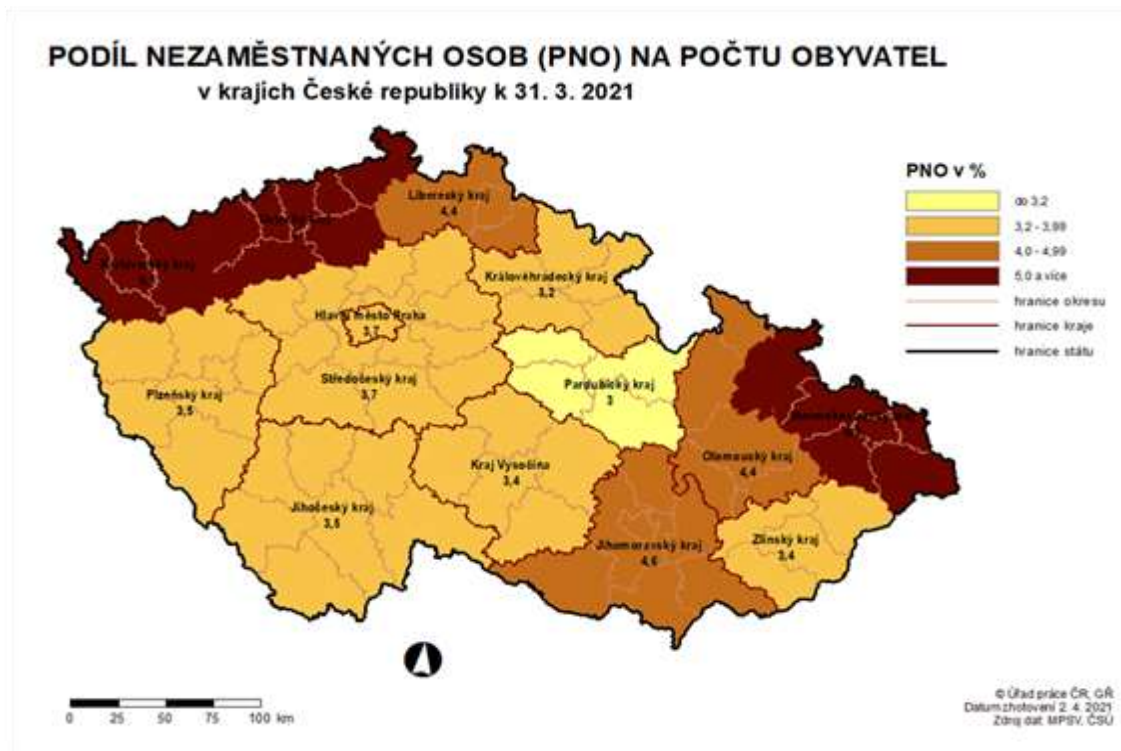 PODÍL NEZAMĚSTNANÝCH OSOB (PNO) NA POČTU OBYVATEL
v krajích České republiky k 31. 3. 2021
PNO v %
do 3,2
3,2 - 3,99
4,0 - 4,99
5,0 a více
hranice okresu
hranice kraje
hranice státu
Liberecký kraj
4,4
Královéhradecký kraj
3,2
Hlavní město Praha
3,7
Středočeský kraj
3,7
Pardubický kraj
3
Plzeňský kraj
3,5
Olomoucký kraj
4,4
Kraj Vysočina
3,4
Jihočeský kraj
3,5
Jihomoravský kraj
4,6
Zlínský kraj
3,4
0 25 50 75 100 km
© Úřad práce ČR, GŘ
Datum zhotovení 2. 4. 2021
Zdroj dat: MPSV, ČSÚ